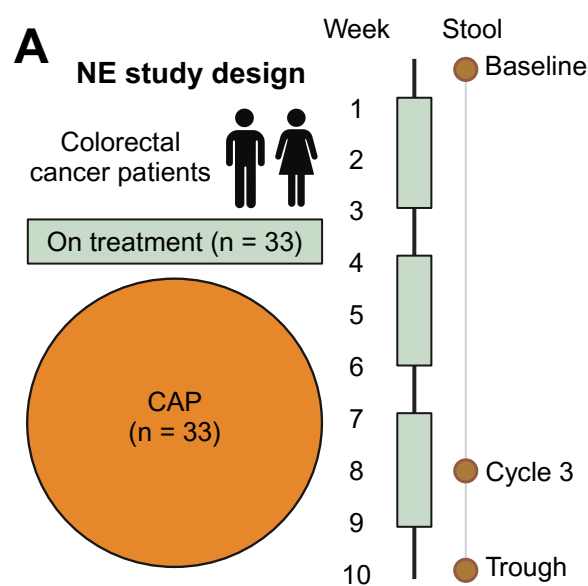 A
NE study design
Colorectal
cancer patients
On treatment (n = 33)
CAP
(n = 33)
Week
Stool
1
2
3
4
5
6
7
8
9
10
Baseline
Cycle 3
Trough